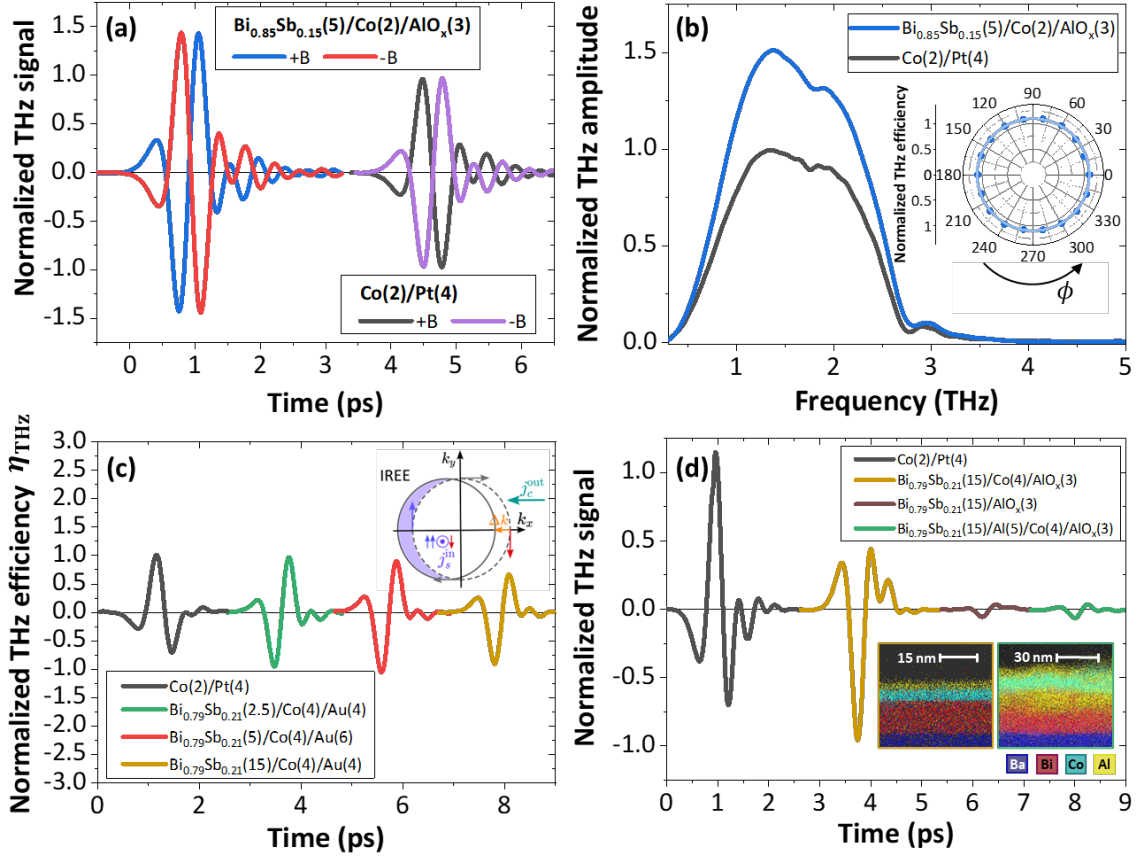 (a)
Bi0.85Sb0.15(5)/Co(2)/AlOx(3)
+B -B
Co(2)/Pt(4)
+B -B
Normalized THz signal
1.5
1.0
0.5
0.0
-0.5
-1.0
-1.5
0 1 2 3 4 5 6
Time (ps)
(b)
Bi0.85Sb0.15(5)/Co(2)/AlOx(3)
Co(2)/Pt(4)
Normalized THz amplitude
1.5
1.0
0.5
0.0
1 2 3 4 5
Frequency (THz)
Normalized THz efficiency
1
0.5
0
0.5
1
90
120 60
150 30
180 0
210 330
240 300
270
ϕ
(c)
Normalized THz efficiency ηTHz
3.0
2.5
2.0
1.5
1.0
0.5
0.0
-0.5
-1.0
-1.5
-2.0
-2.5
-3.0
0 2 4 6 8
Time (ps)
IREE
ky
jc^out
Δk kx
js^in
Co(2)/Pt(4)
Bi0.79Sb0.21(2.5)/Co(4)/Au(4)
Bi0.79Sb0.21(5)/Co(4)/Au(6)
Bi0.79Sb0.21(15)/Co(4)/Au(4)
(d)
Co(2)/Pt(4)
Bi0.79Sb0.21(15)/Co(4)/AlOx(3)
Bi0.79Sb0.21(15)/AlOx(3)
Bi0.79Sb0.21(15)/Al(5)/Co(4)/AlOx(3)
Normalized THz signal
1.0
0.5
0.0
-0.5
-1.0
15 nm 30 nm
Ba Bi Co Al
0 1 2 3 4 5 6 7 8 9
Time (ps)